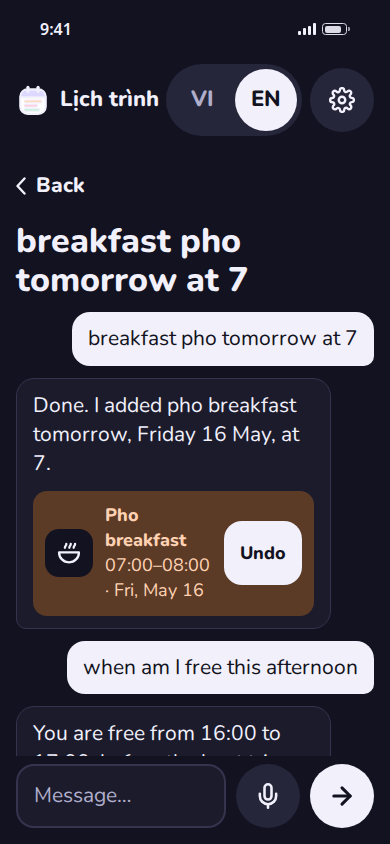 9:41
Lịch trình
VI
EN
Back
breakfast pho
tomorrow at 7
breakfast pho tomorrow at 7
Done. I added pho breakfast
tomorrow, Friday 16 May, at
7.
Pho
breakfast
07:00–08:00
· Fri, May 16
Undo
when am I free this afternoon
You are free from 16:00 to
Message...